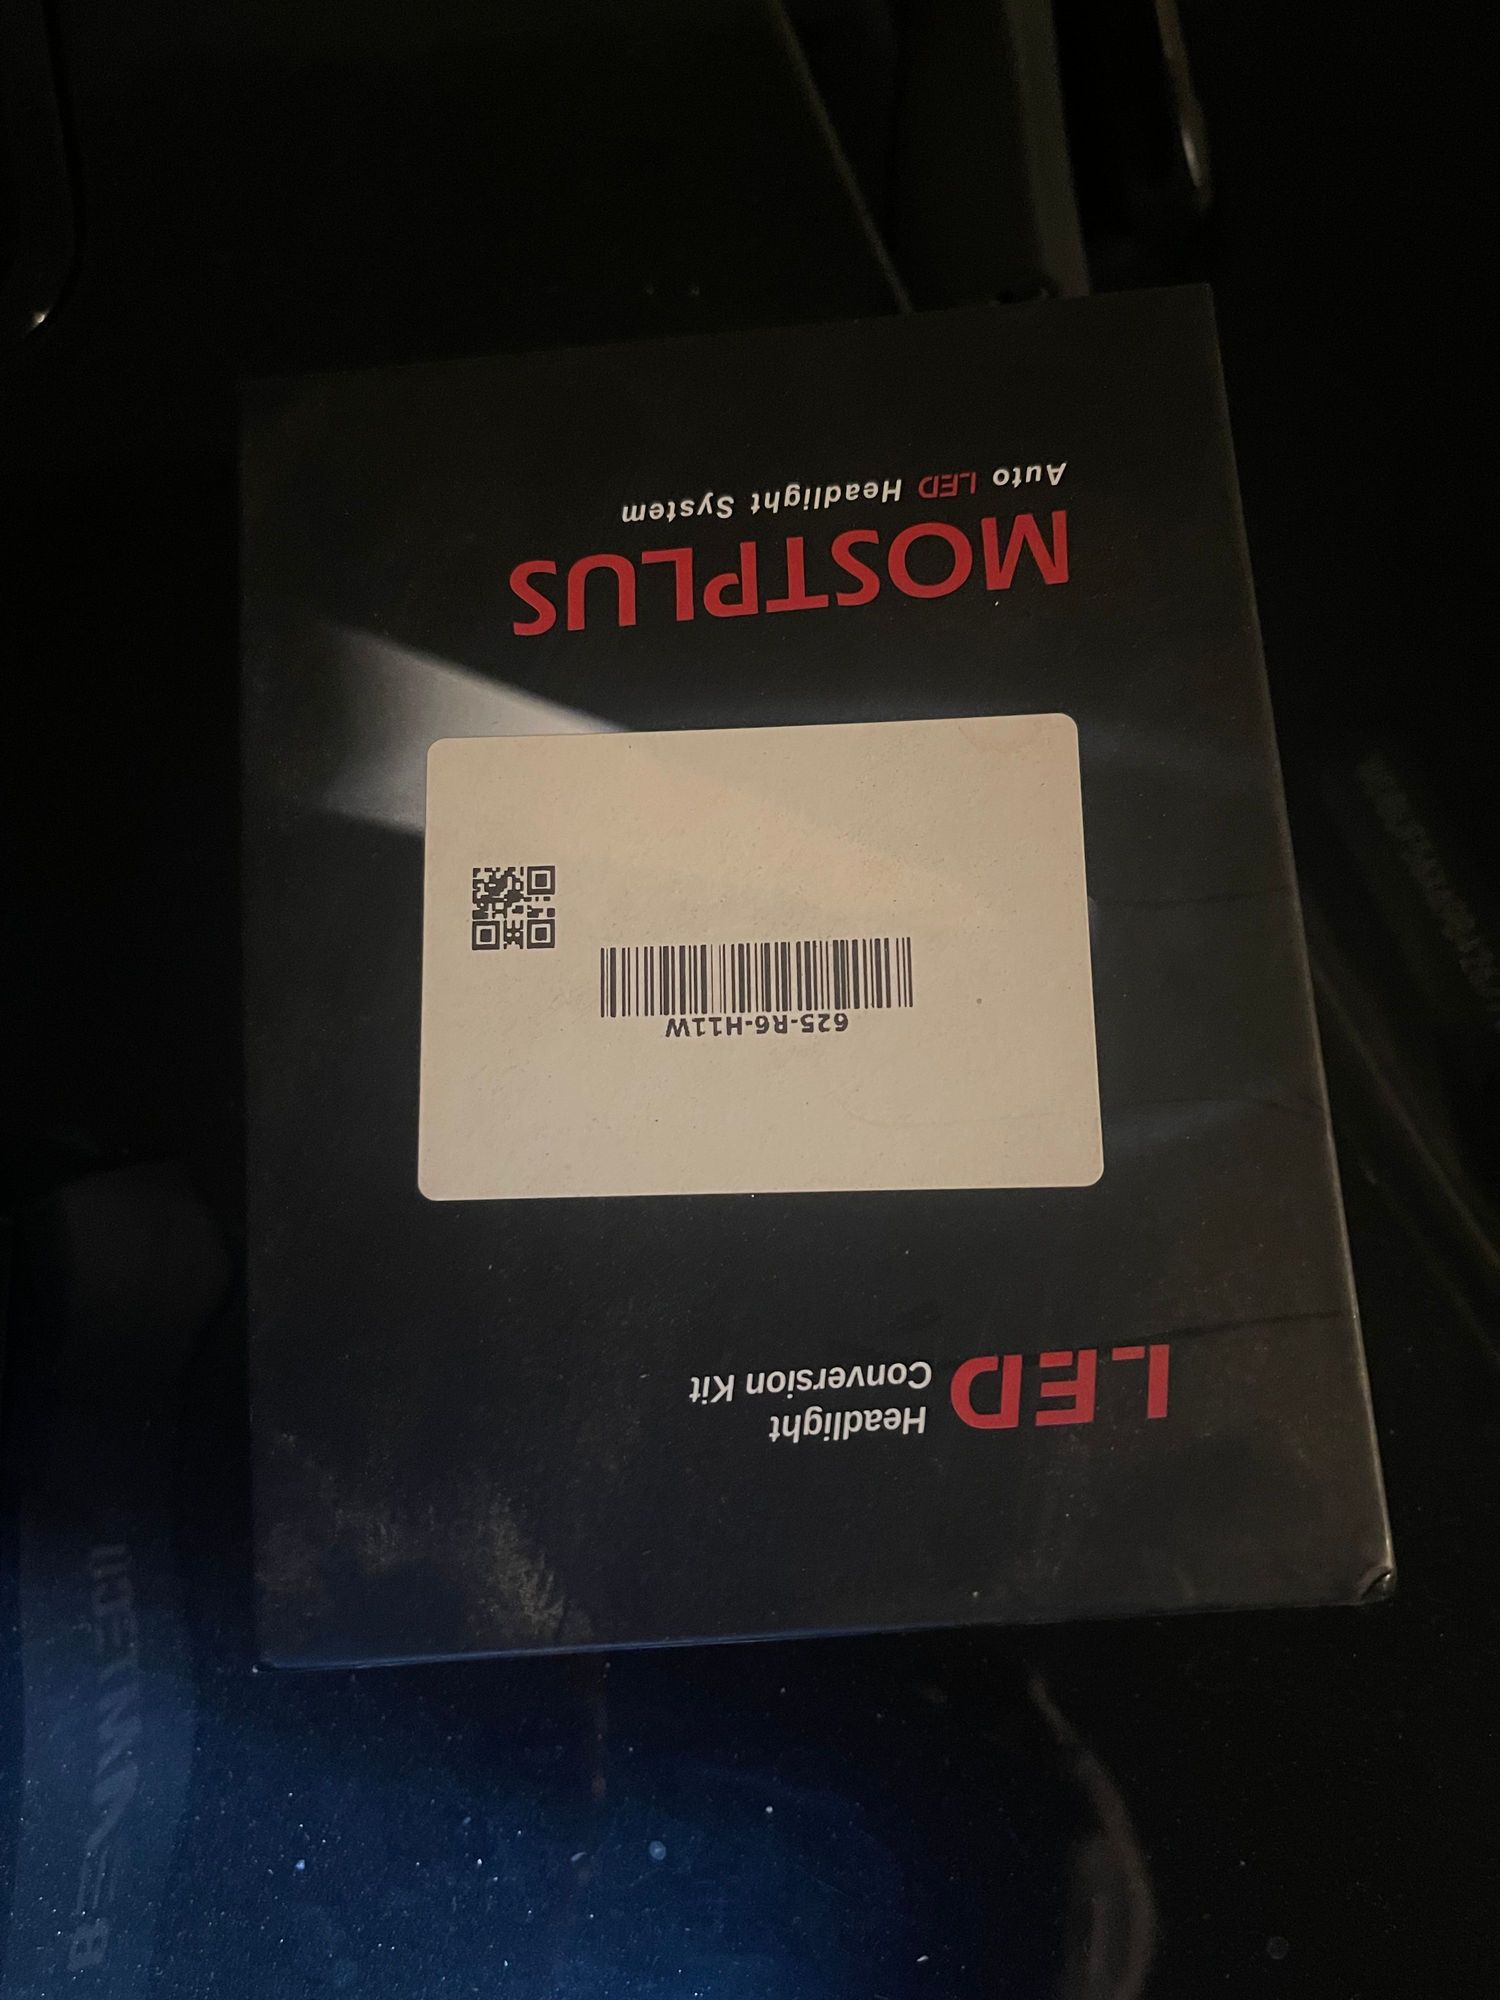 LED Headlight
Conversion Kit
625-R6-H11W
MOSTPLUS
Auto LED Headlight System